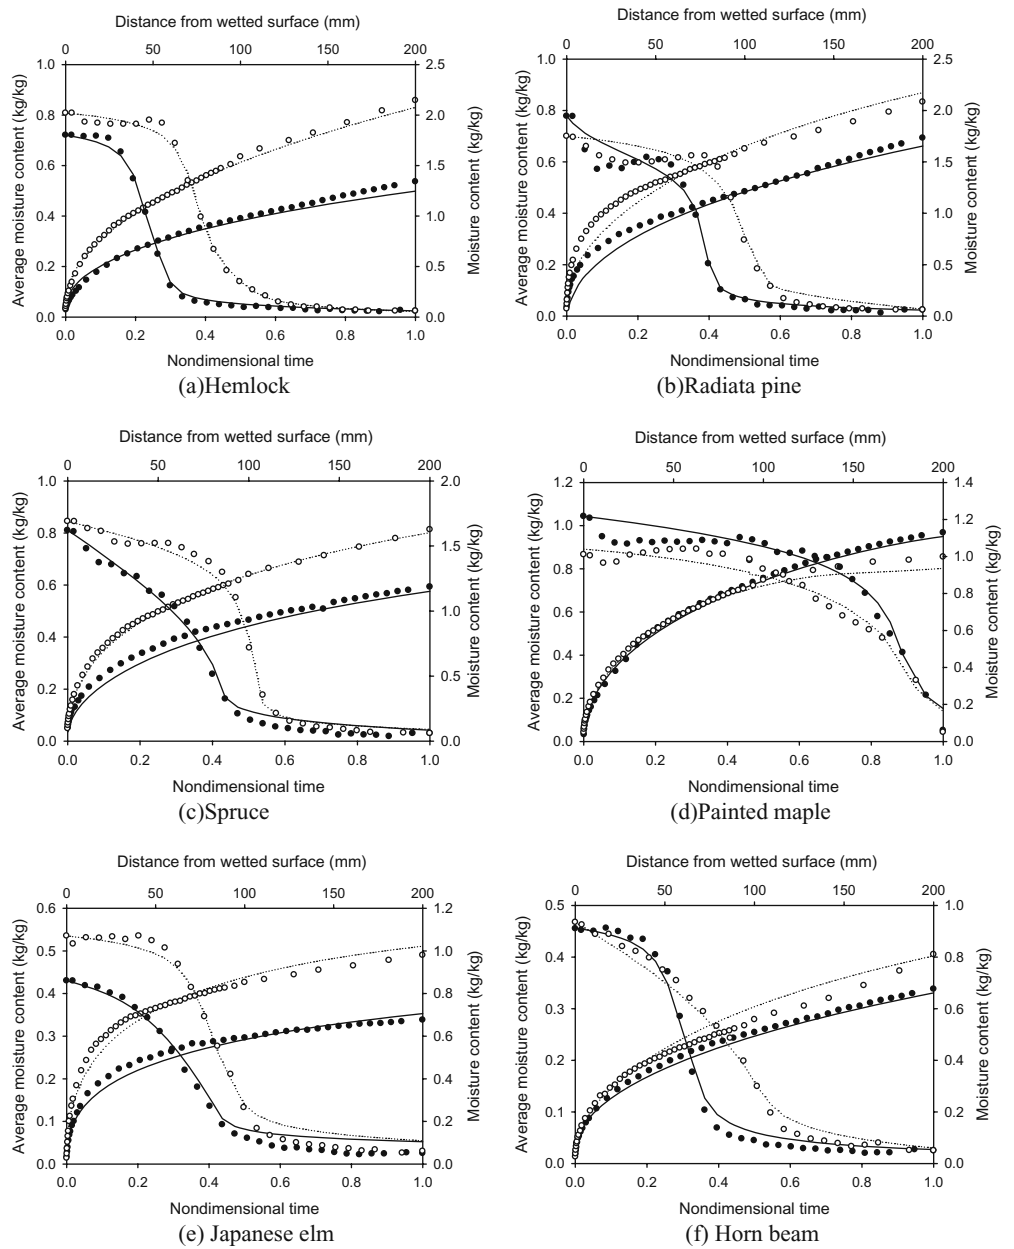 Distance from wetted surface (mm)
0 50 100 150 200
1.0 0.8 0.6 0.4 0.2 0.0
Average moisture content (kg/kg)
2.5 2.0 1.5 1.0 0.5 0.0
Moisture content (kg/kg)
0.0 0.2 0.4 0.6 0.8 1.0
Nondimensional time
(a)Hemlock
Distance from wetted surface (mm)
0 50 100 150 200
1.0 0.8 0.6 0.4 0.2 0.0
Average moisture content (kg/kg)
2.5 2.0 1.5 1.0 0.5 0.0
Moisture content (kg/kg)
0.0 0.2 0.4 0.6 0.8 1.0
Nondimensional time
(b)Radiata pine
Distance from wetted surface (mm)
0 50 100 150 200
1.0 0.8 0.6 0.4 0.2 0.0
Average moisture content (kg/kg)
2.0 1.5 1.0 0.5 0.0
Moisture content (kg/kg)
0.0 0.2 0.4 0.6 0.8 1.0
Nondimensional time
(c)Spruce
Distance from wetted surface (mm)
0 50 100 150 200
1.2 1.0 0.8 0.6 0.4 0.2 0.0
Average moisture content (kg/kg)
1.4 1.2 1.0 0.8 0.6 0.4 0.2 0.0
Moisture content (kg/kg)
0.0 0.2 0.4 0.6 0.8 1.0
Nondimensional time
(d)Painted maple
Distance from wetted surface (mm)
0 50 100 150 200
0.6 0.5 0.4 0.3 0.2 0.1 0.0
Average moisture content (kg/kg)
1.2 1.0 0.8 0.6 0.4 0.2 0.0
Moisture content (kg/kg)
0.0 0.2 0.4 0.6 0.8 1.0
Nondimensional time
(e) Japanese elm
Distance from wetted surface (mm)
0 50 100 150 200
0.5 0.4 0.3 0.2 0.1 0.0
Average moisture content (kg/kg)
1.0 0.8 0.6 0.4 0.2 0.0
Moisture content (kg/kg)
0.0 0.2 0.4 0.6 0.8 1.0
Nondimensional time
(f) Horn beam